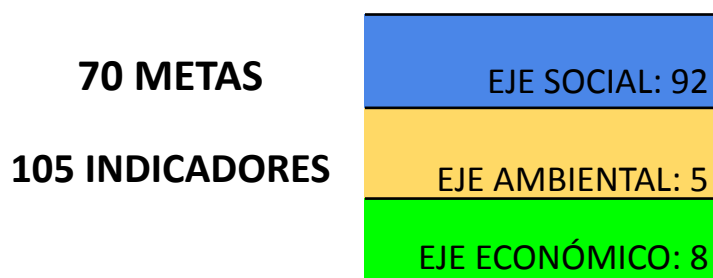 70 METAS
105 INDICADORES
EJE SOCIAL: 92
EJE AMBIENTAL: 5
EJE ECONÓMICO: 8